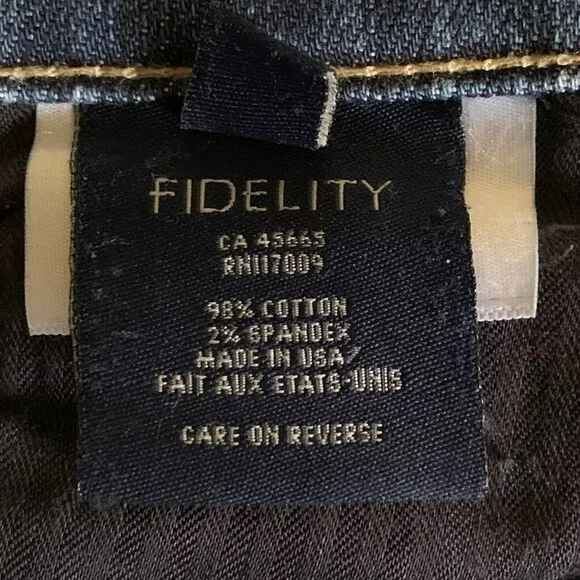 FIDELITY
CA 45665
RN117009
98% COTTON
2% SPANDEX
MADE IN USA/
FAIT AUX ETATS-UNIS
CARE ON REVERSE